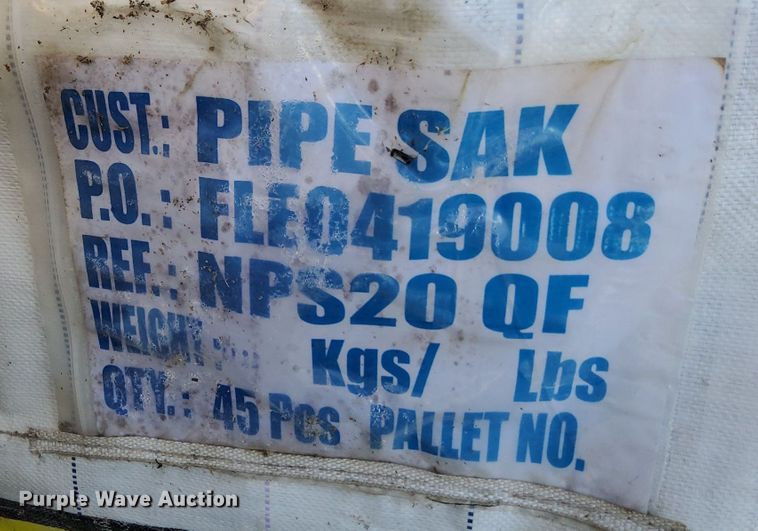 CUST.: PIPE SAK
P.O.: FLE0419008
REF.: NPS20 QF
WEIGHT: Kgs/ Lbs
QTY.: 45 Pcs PALLET NO.
Purple Wave Auction